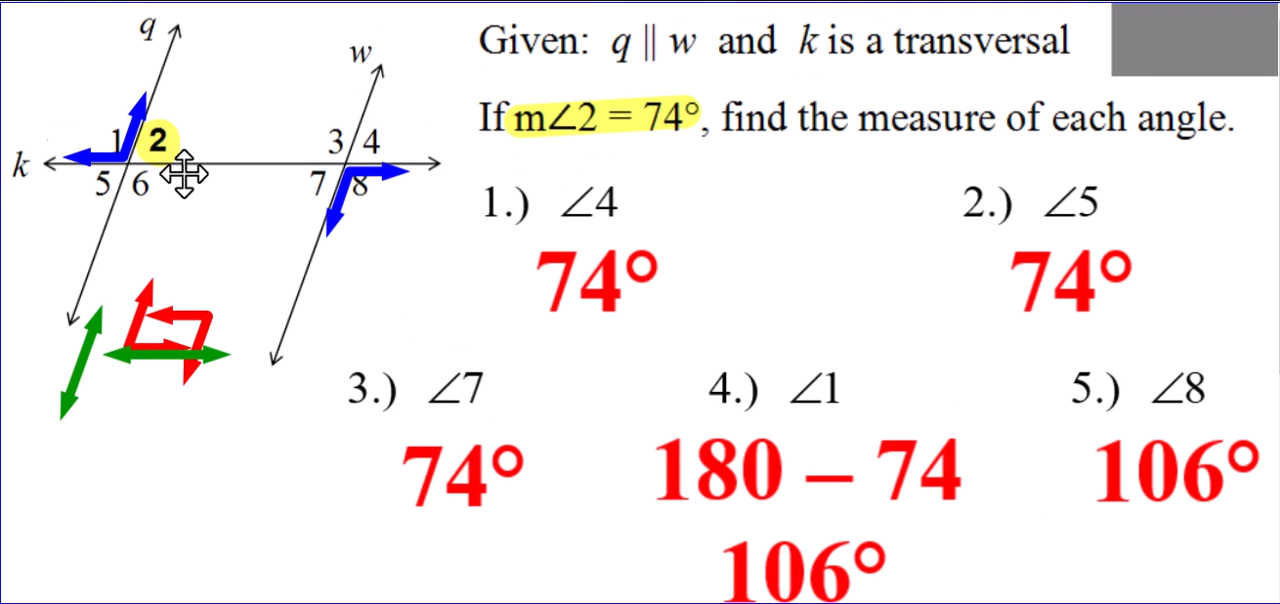 q
w
Given: q || w and k is a transversal
If m∠2 = 74°, find the measure of each angle.
1 2
3 4
k
5 6
7 8
1.) ∠4
2.) ∠5
74°
74°
3.) ∠7
4.) ∠1
5.) ∠8
74°
180 – 74
106°
106°